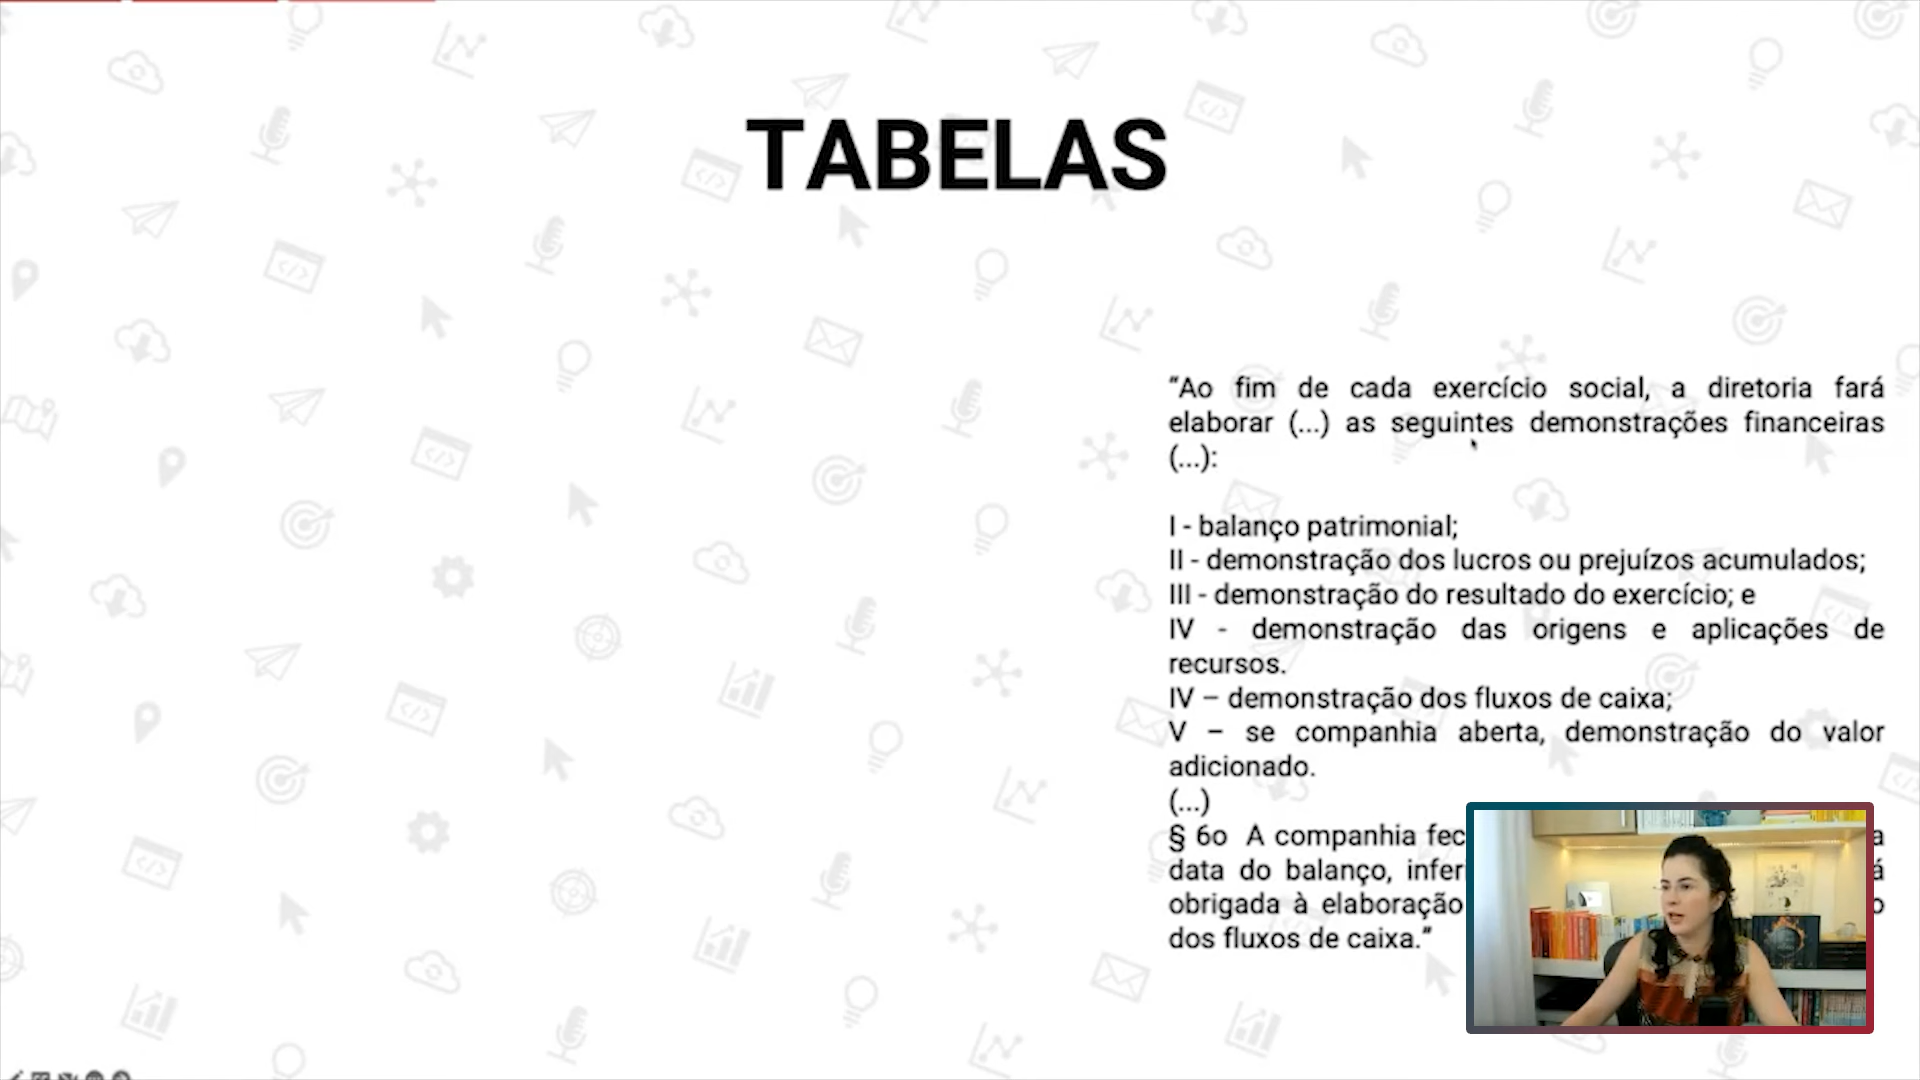 TABELAS
“Ao fim de cada exercício social, a diretoria fará
elaborar (...) as seguintes demonstrações financeiras
(...):
I - balanço patrimonial;
II - demonstração dos lucros ou prejuízos acumulados;
III - demonstração do resultado do exercício; e
IV - demonstração das origens e aplicações de
recursos.
IV – demonstração dos fluxos de caixa;
V – se companhia aberta, demonstração do valor
adicionado.
(...)
§ 6o A companhia
data do balanço,
obrigada à elaboração
dos fluxos de caixa.”